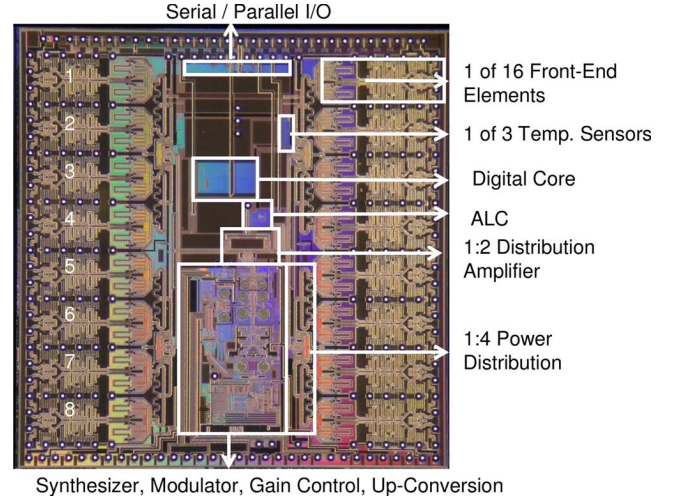 Serial / Parallel I/O
1 of 16 Front-End
Elements
1 of 3 Temp. Sensors
Digital Core
ALC
1:2 Distribution
Amplifier
1:4 Power
Distribution
1
2
3
4
5
6
7
8
Synthesizer, Modulator, Gain Control, Up-Conversion